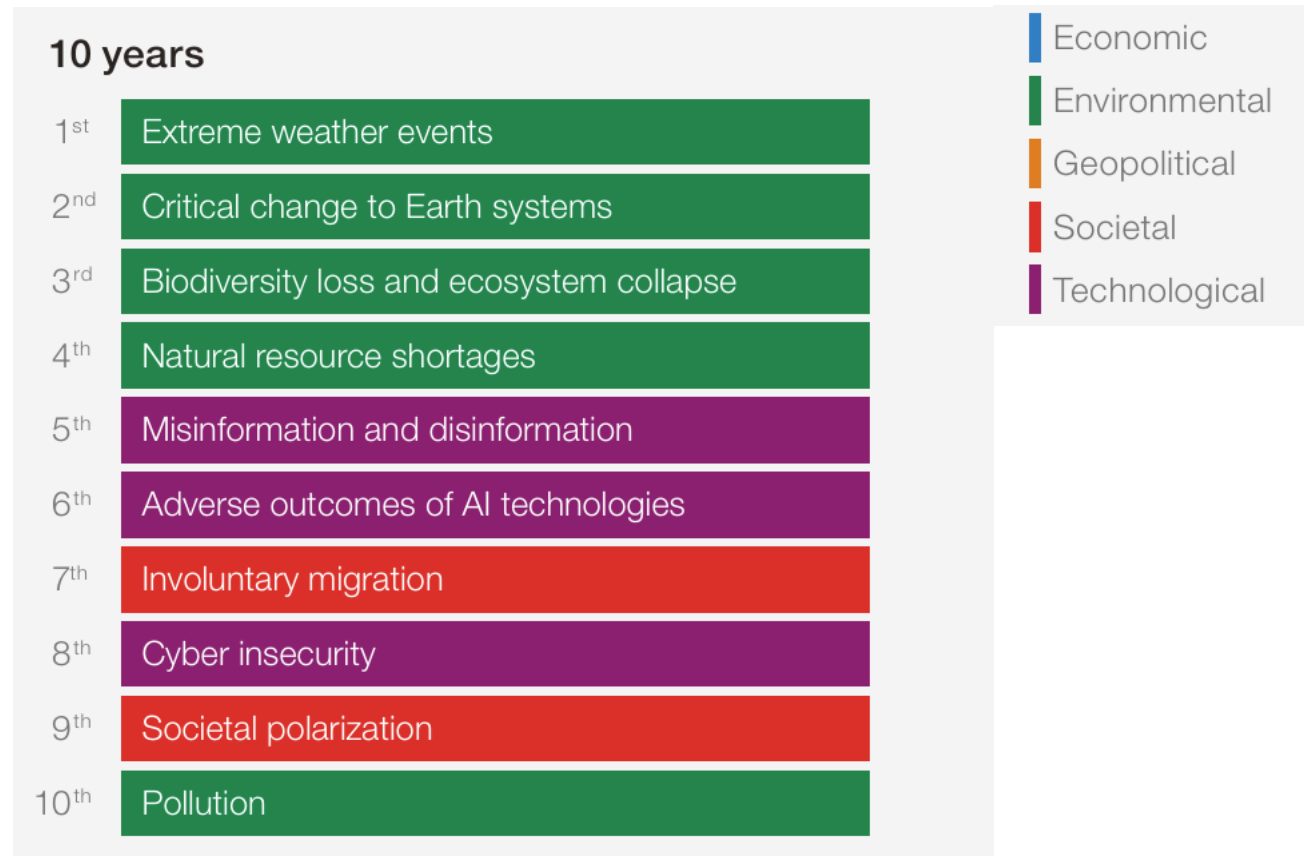 10 years
1st Extreme weather events
2nd Critical change to Earth systems
3rd Biodiversity loss and ecosystem collapse
4th Natural resource shortages
5th Misinformation and disinformation
6th Adverse outcomes of AI technologies
7th Involuntary migration
8th Cyber insecurity
9th Societal polarization
10th Pollution
Economic
Environmental
Geopolitical
Societal
Technological